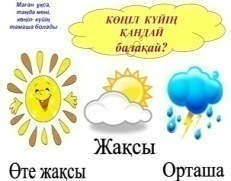 Маған ұқса,
таңда мені,
көңіл- күйің
тамаша болады
КӨҢІЛ КҮЙІҢ
ҚАНДАЙ
балақай?
Жақсы
Өте жақсы
Орташа